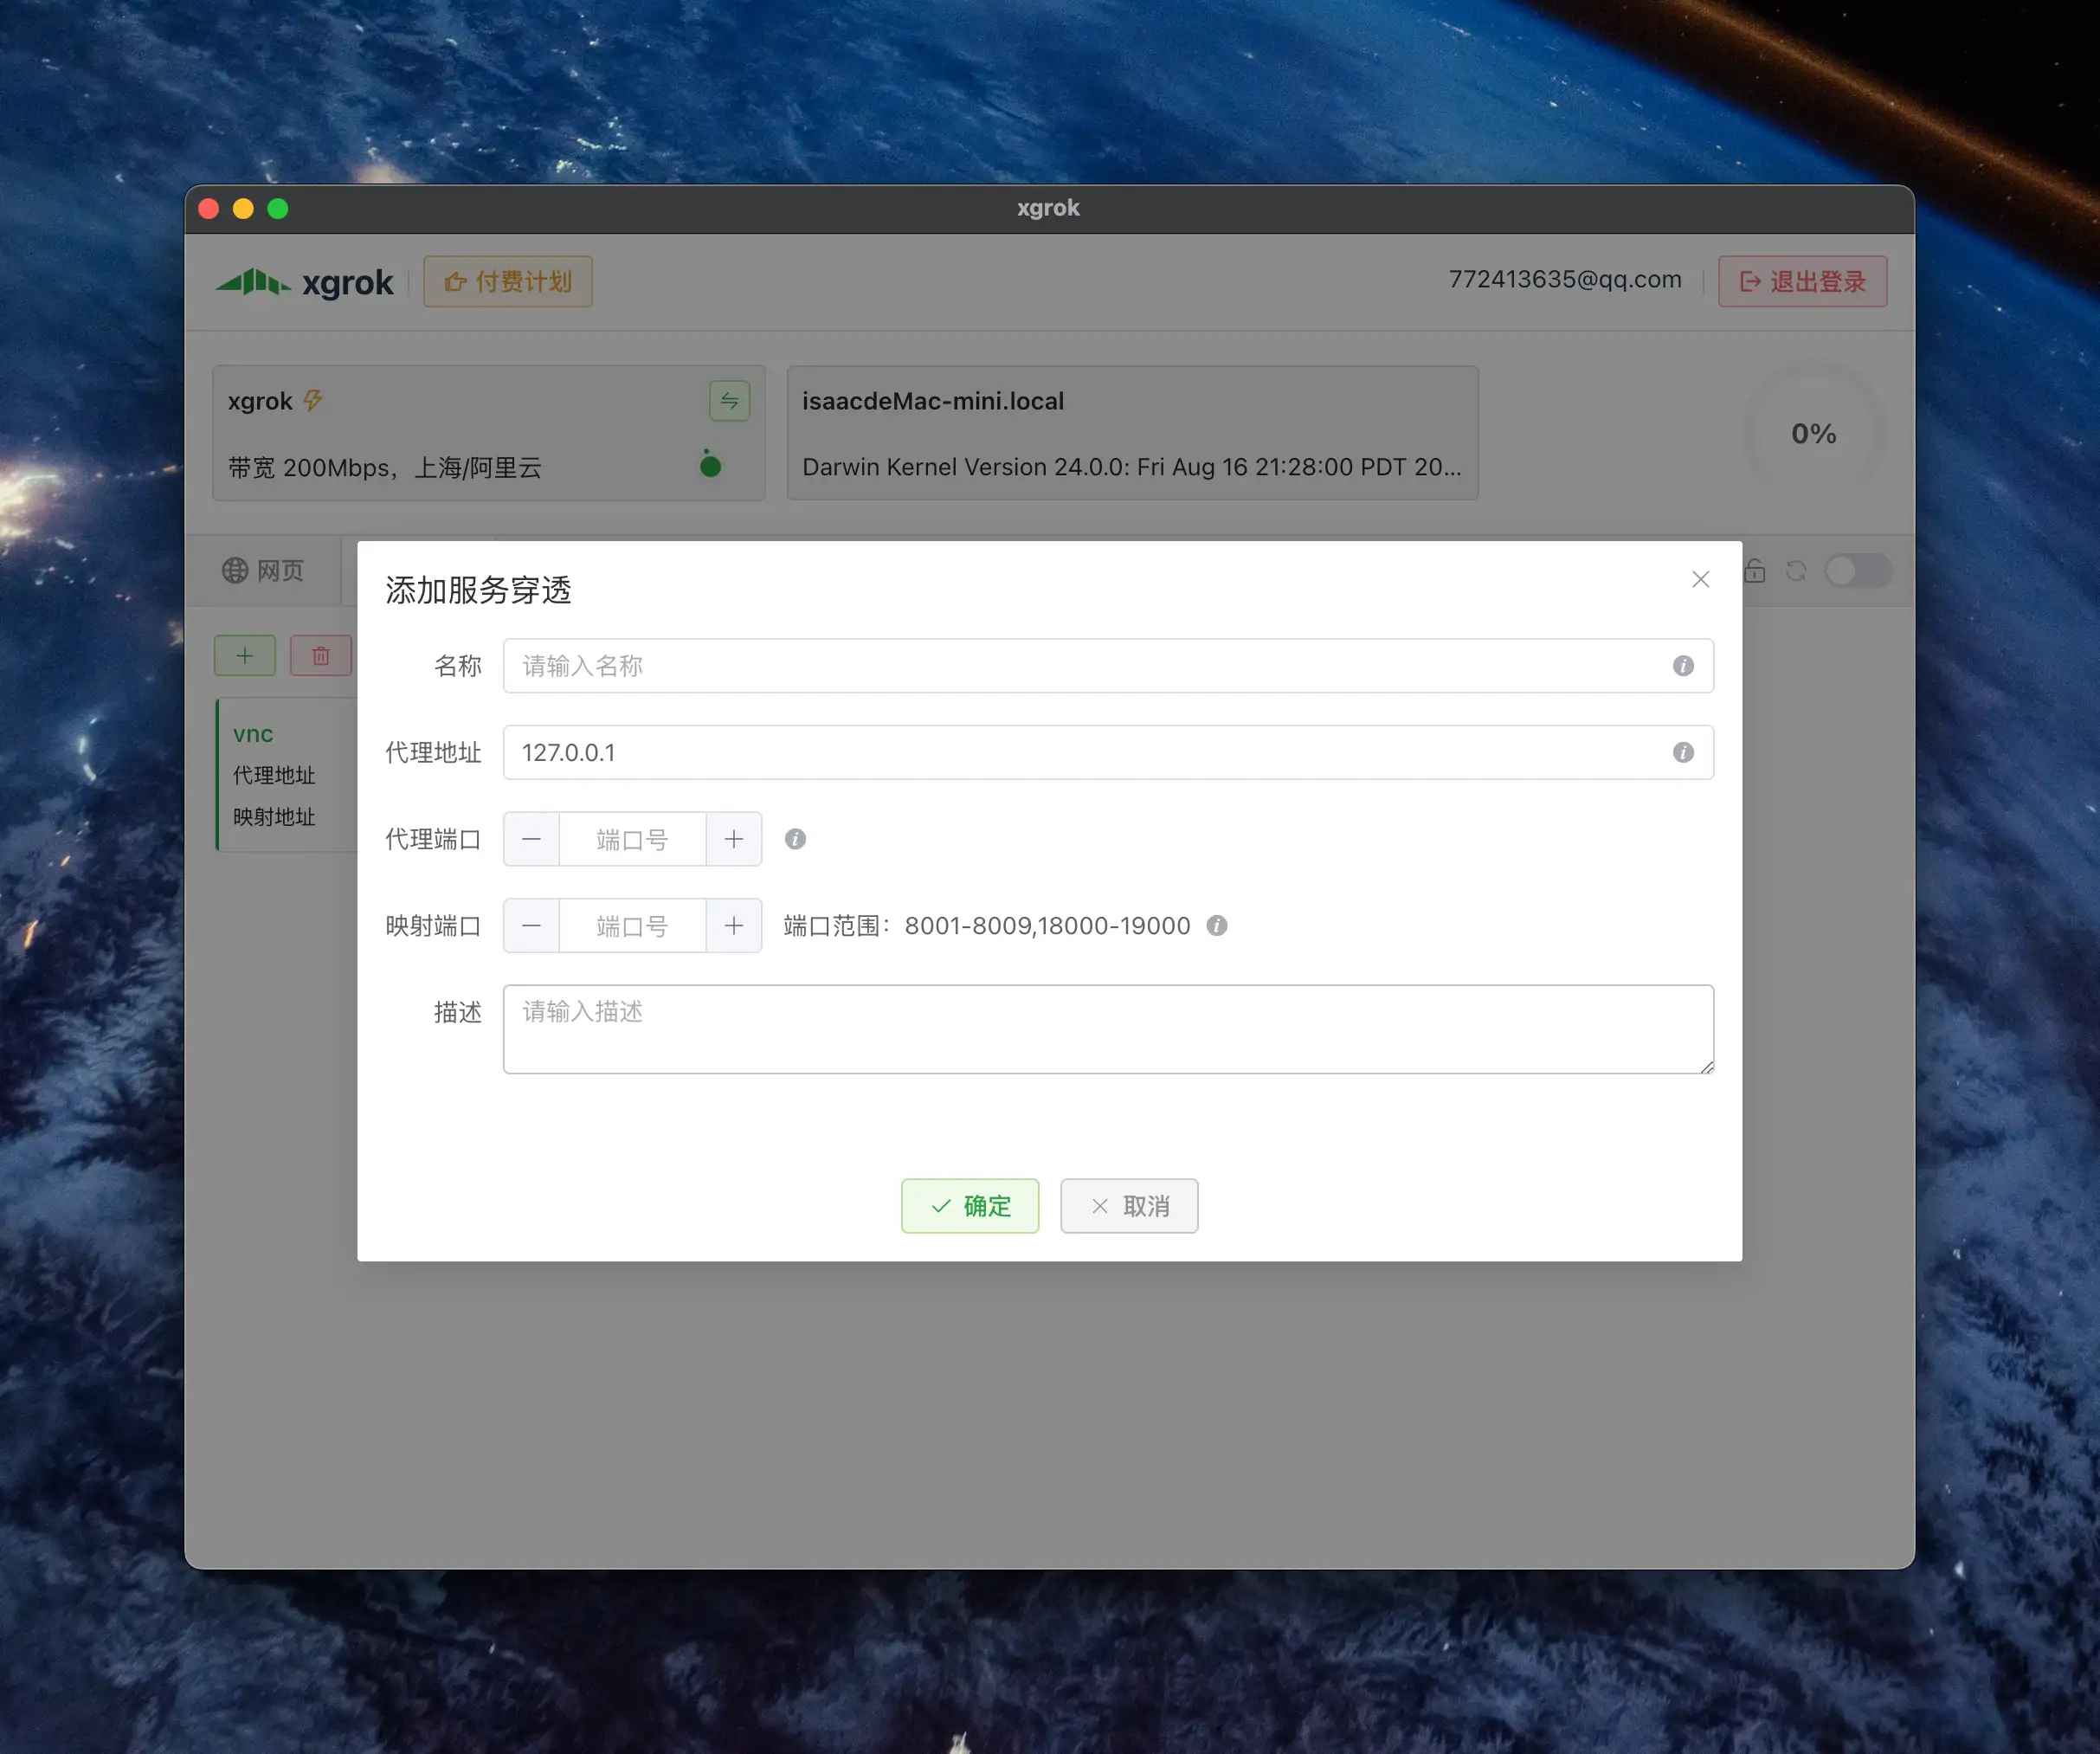 xgrok
xgrok
付费计划
772413635@qq.com
退出登录
xgrok
带宽 200Mbps，上海/阿里云
isaacdeMac-mini.local
Darwin Kernel Version 24.0.0: Fri Aug 16 21:28:00 PDT 20...
0%
网页
vnc
代理地址
映射地址
添加服务穿透
名称
请输入名称
代理地址
127.0.0.1
代理端口
端口号
映射端口
端口号
端口范围：8001-8009,18000-19000
描述
请输入描述
确定
取消